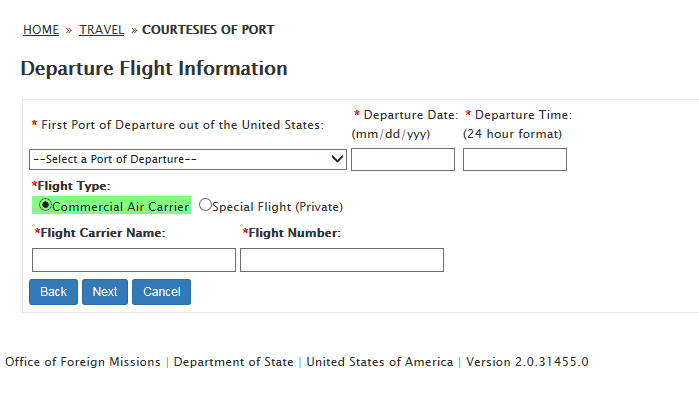 HOME » TRAVEL » COURTESIES OF PORT
Departure Flight Information
* First Port of Departure out of the United States:
* Departure Date:
(mm/dd/yyy)
* Departure Time:
(24 hour format)
--Select a Port of Departure--
*Flight Type:
Commercial Air Carrier Special Flight (Private)
*Flight Carrier Name: *Flight Number:
Back Next Cancel
Office of Foreign Missions | Department of State | United States of America | Version 2.0.31455.0